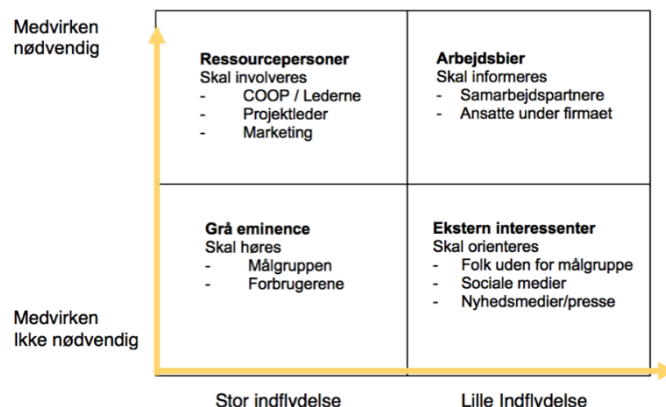 Medvirken
nødvendig
Ressourcepersoner
Skal involveres
- COOP / Lederne
- Projektleder
- Marketing
Arbejdsbier
Skal informeres
- Samarbejdspartnere
- Ansatte under firmaet
Grå eminence
Skal høres
- Målgruppen
- Forbrugerene
Ekstern interessenter
Skal orienteres
- Folk uden for målgruppe
- Sociale medier
- Nyhedsmedier/presse
Medvirken
Ikke nødvendig
Stor indflydelse
Lille Indflydelse